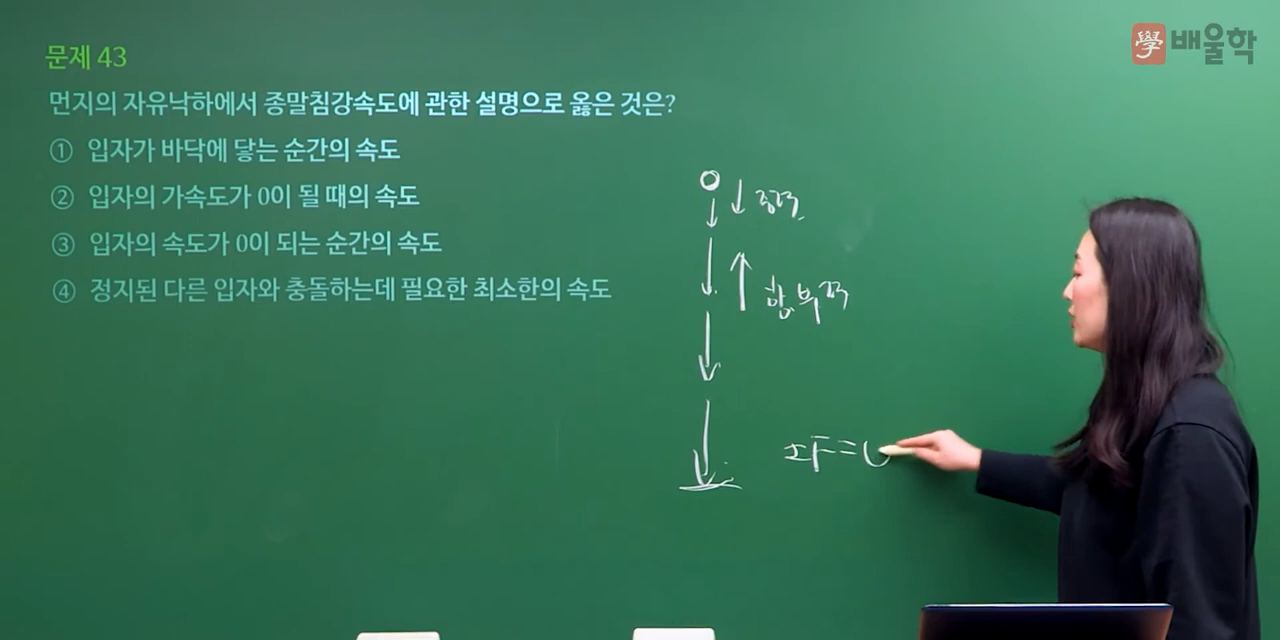 學 배울학
문제 43
먼지의 자유낙하에서 종말침강속도에 관한 설명으로 옳은 것은?
① 입자가 바닥에 닿는 순간의 속도
② 입자의 가속도가 0이 될 때의 속도
③ 입자의 속도가 0이 되는 순간의 속도
④ 정지된 다른 입자와 충돌하는데 필요한 최소한의 속도
중력
ΣF=0